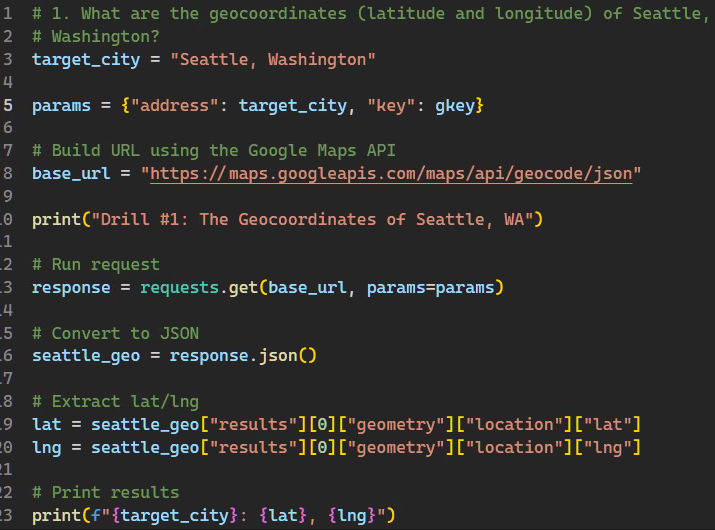 1 # 1. What are the geocoordinates (latitude and longitude) of Seattle,
2 # Washington?
3 target_city = "Seattle, Washington"
4
5 params = {"address": target_city, "key": gkey}
6
7 # Build URL using the Google Maps API
8 base_url = "https://maps.googleapis.com/maps/api/geocode/json"
9
10 print("Drill #1: The Geocoordinates of Seattle, WA")
11
12 # Run request
13 response = requests.get(base_url, params=params)
14
15 # Convert to JSON
16 seattle_geo = response.json()
17
18 # Extract lat/lng
19 lat = seattle_geo["results"][0]["geometry"]["location"]["lat"]
20 lng = seattle_geo["results"][0]["geometry"]["location"]["lng"]
21
22 # Print results
23 print(f"{target_city}: {lat}, {lng}")